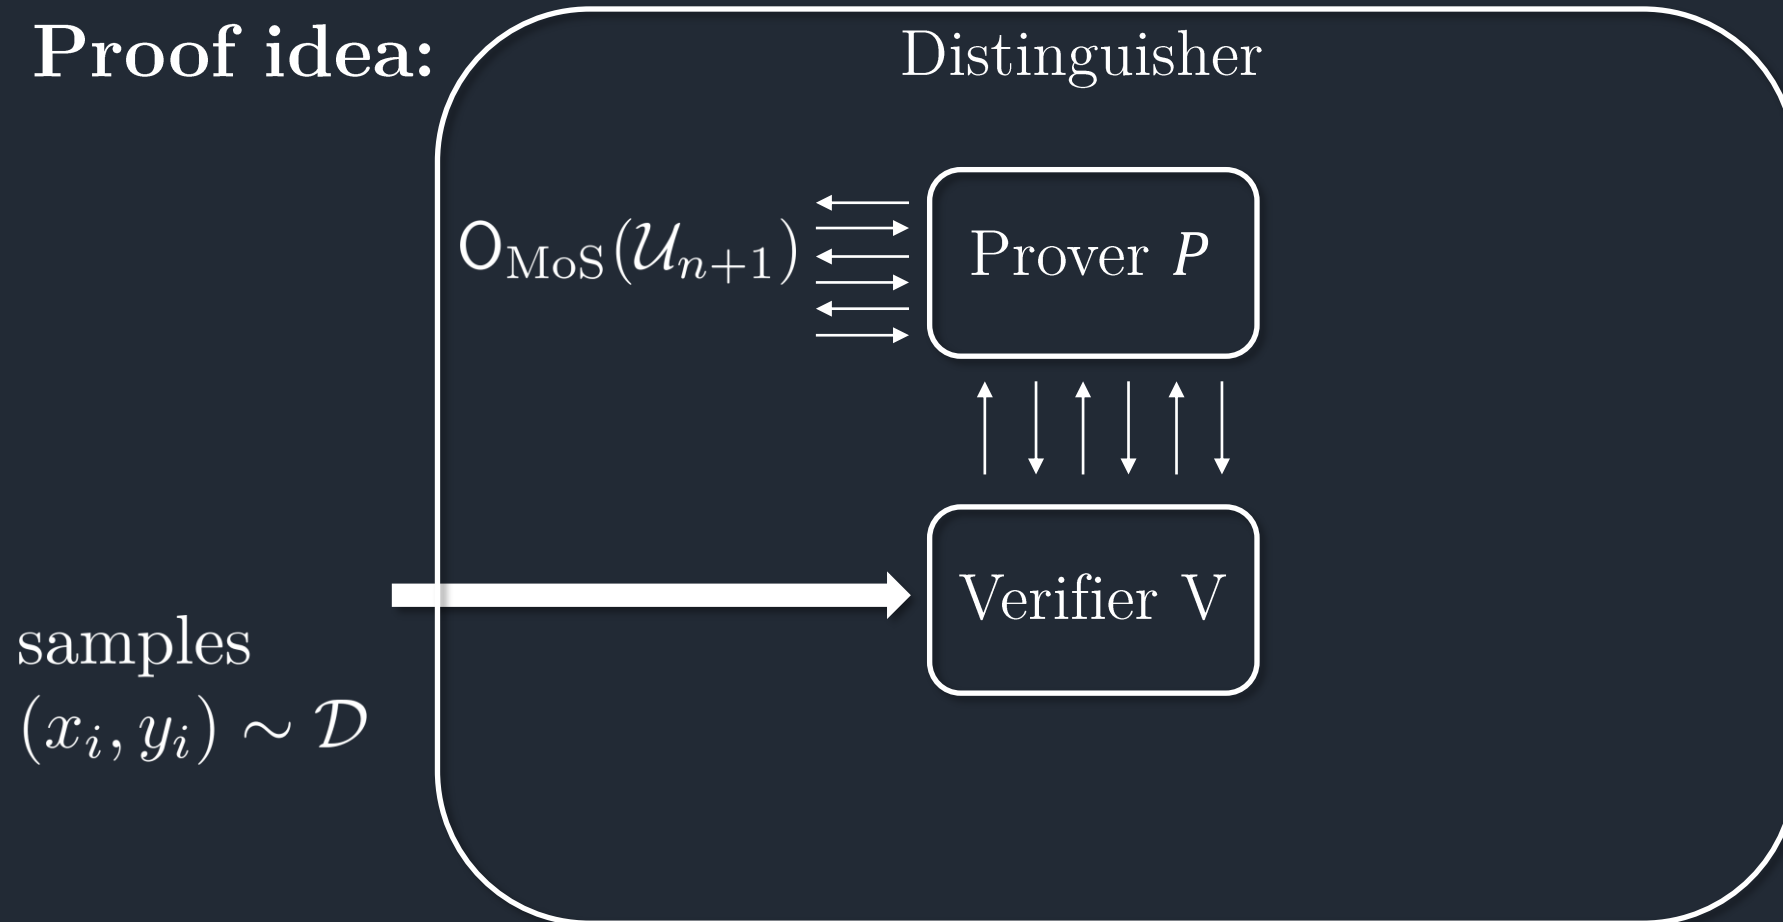 Proof idea:
Distinguisher
O_MoS(𝒰_{n+1})
Prover P
Verifier V
samples
(x_i, y_i) ∼ 𝒟